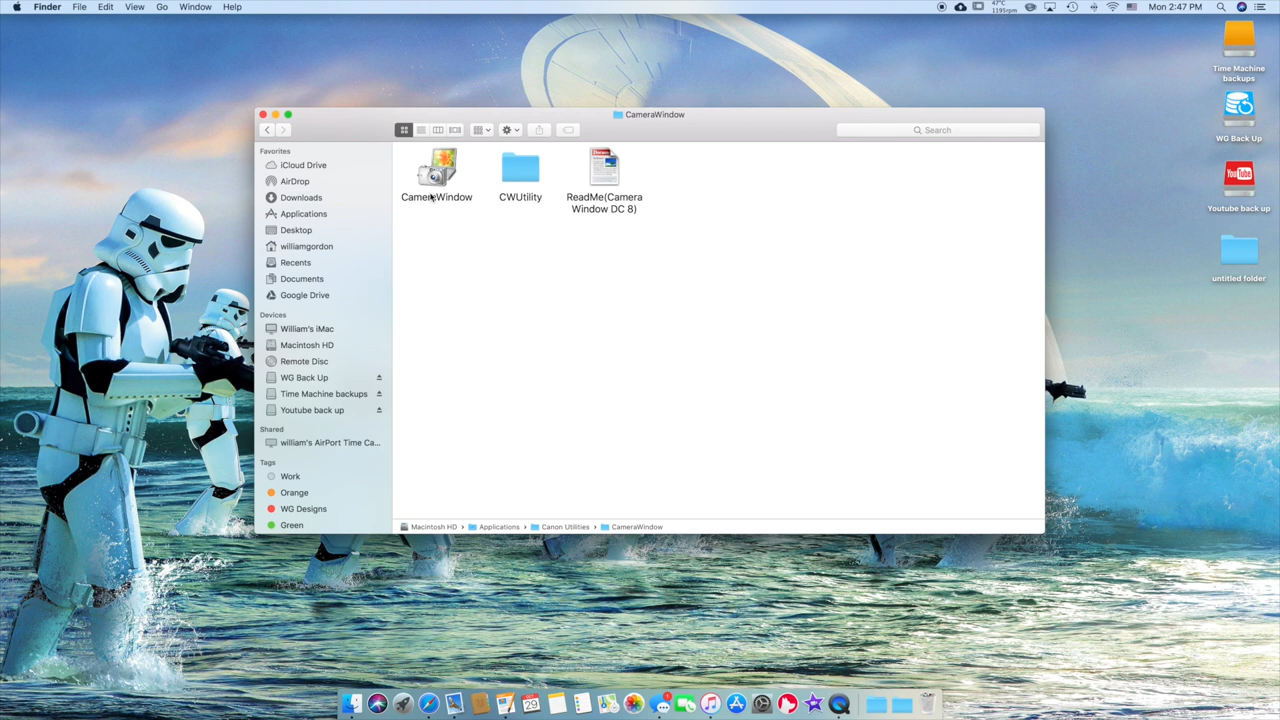 Finder File Edit View Go Window Help
47°C
1195rpm
Mon 2:47 PM
CameraWindow
Search
Favorites
iCloud Drive
AirDrop
Downloads
Applications
Desktop
williamgordon
Recents
Documents
Google Drive
Devices
William's iMac
Macintosh HD
Remote Disc
WG Back Up
Time Machine backups
Youtube back up
Shared
william's AirPort Time Ca...
Tags
Work
Orange
WG Designs
Green
CameraWindow
CWUtility
ReadMe(Camera
Window DC 8)
Macintosh HD › Applications › Canon Utilities › CameraWindow
Time Machine
backups
WG Back Up
YouTube
Youtube back up
untitled folder
29